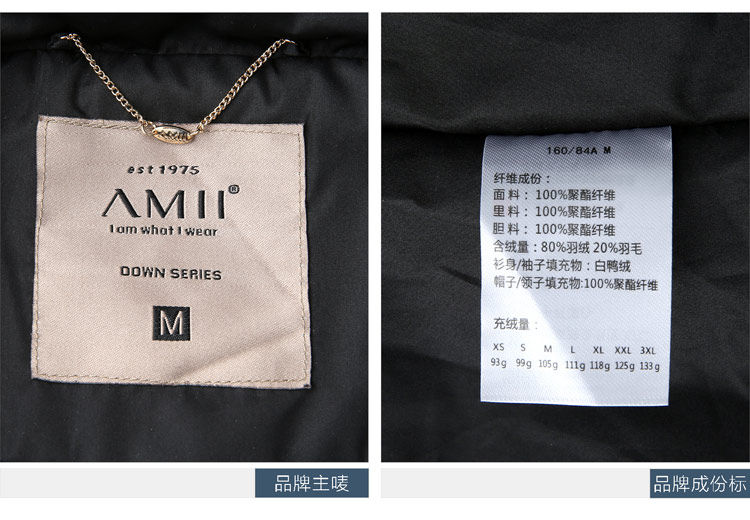 est 1975
AMII®
I am what I wear
DOWN SERIES
M
品牌主唛
160/84A M
纤维成份：
面 料：100%聚酯纤维
里 料：100%聚酯纤维
胆 料：100%聚酯纤维
含绒量：80%羽绒 20%羽毛
衫身/袖子填充物：白鸭绒
帽子/领子填充物：100%聚酯纤维
充绒量：
XS S M L XL XXL 3XL
93g 99g 105g 111g 118g 125g 133g
品牌成份标